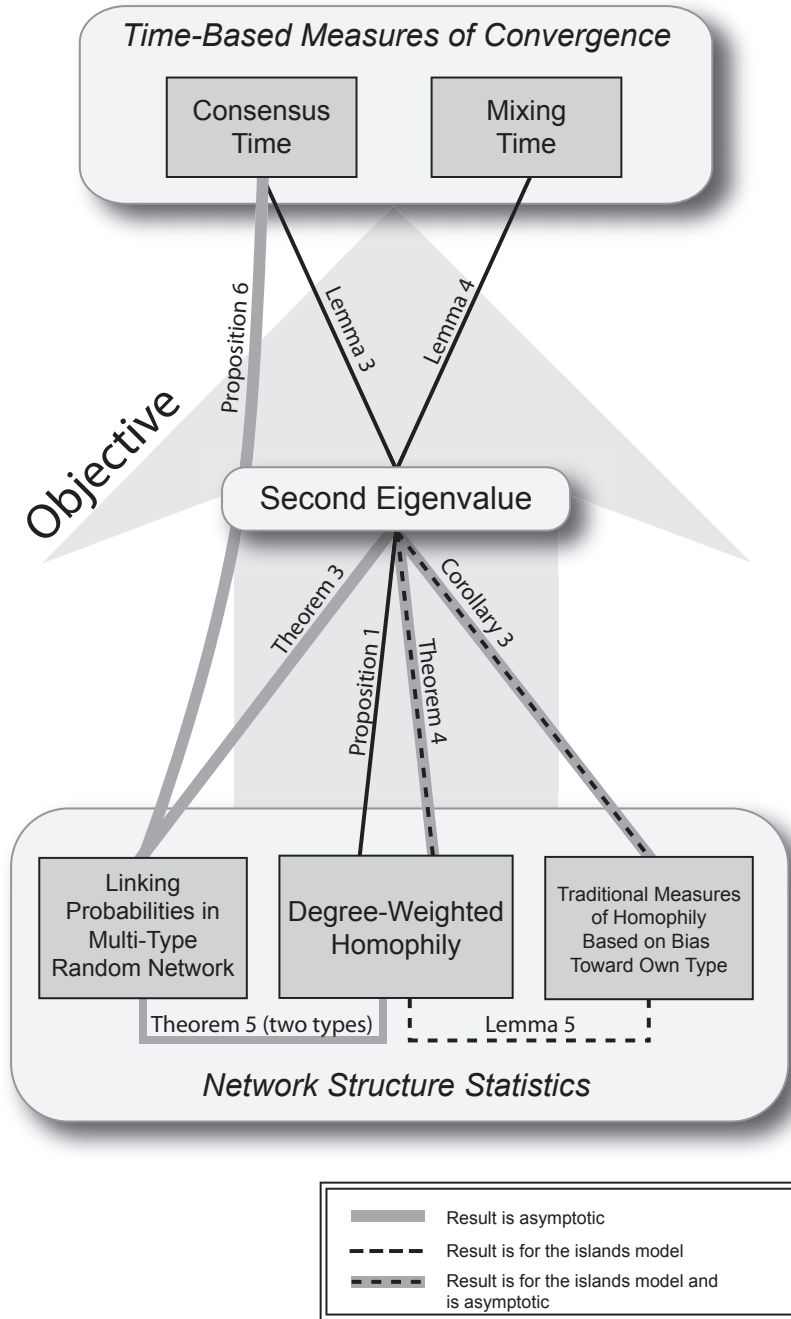 Time-Based Measures of Convergence
Consensus
Time
Mixing
Time
Proposition 6
Lemma 3
Lemma 4
Objective
Second Eigenvalue
Theorem 3
Proposition 1
Theorem 4
Corollary 3
Linking
Probabilities in
Multi-Type
Random Network
Degree-Weighted
Homophily
Traditional Measures
of Homophily
Based on Bias
Toward Own Type
Theorem 5 (two types)
Lemma 5
Network Structure Statistics
Result is asymptotic
Result is for the islands model
Result is for the islands model and
is asymptotic